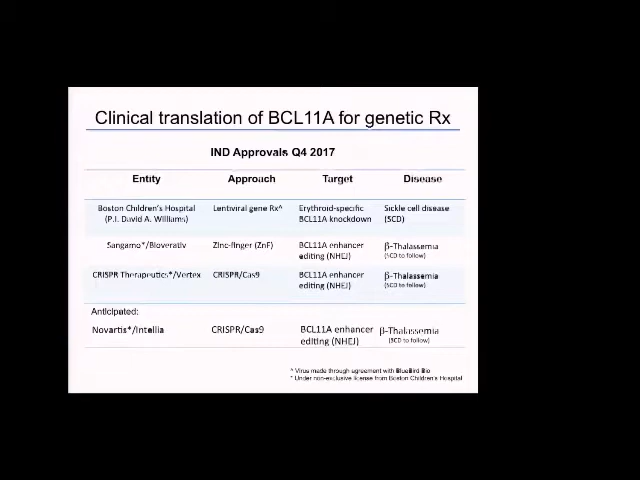 Clinical translation of BCL11A for genetic Rx
IND Approvals Q4 2017
Entity Approach Target Disease
Boston Children's Hospital Lentiviral gene Rx^ Erythroid-specific Sickle cell disease
(P.I. David A. Williams) BCL11A knockdown (SCD)
Sangamo*/Bioverativ Zinc-finger (ZnF) BCL11A enhancer β-Thalassemia
editing (NHEJ) (SCD to follow)
CRISPR Therapeutics*/Vertex CRISPR/Cas9 BCL11A enhancer β-Thalassemia
editing (NHEJ) (SCD to follow)
Anticipated:
Novartis*/Intellia CRISPR/Cas9 BCL11A enhancer β-Thalassemia
editing (NHEJ) (SCD to follow)
^ Virus made through agreement with BlueBird Bio
* Under non-exclusive license from Boston Children's Hospital